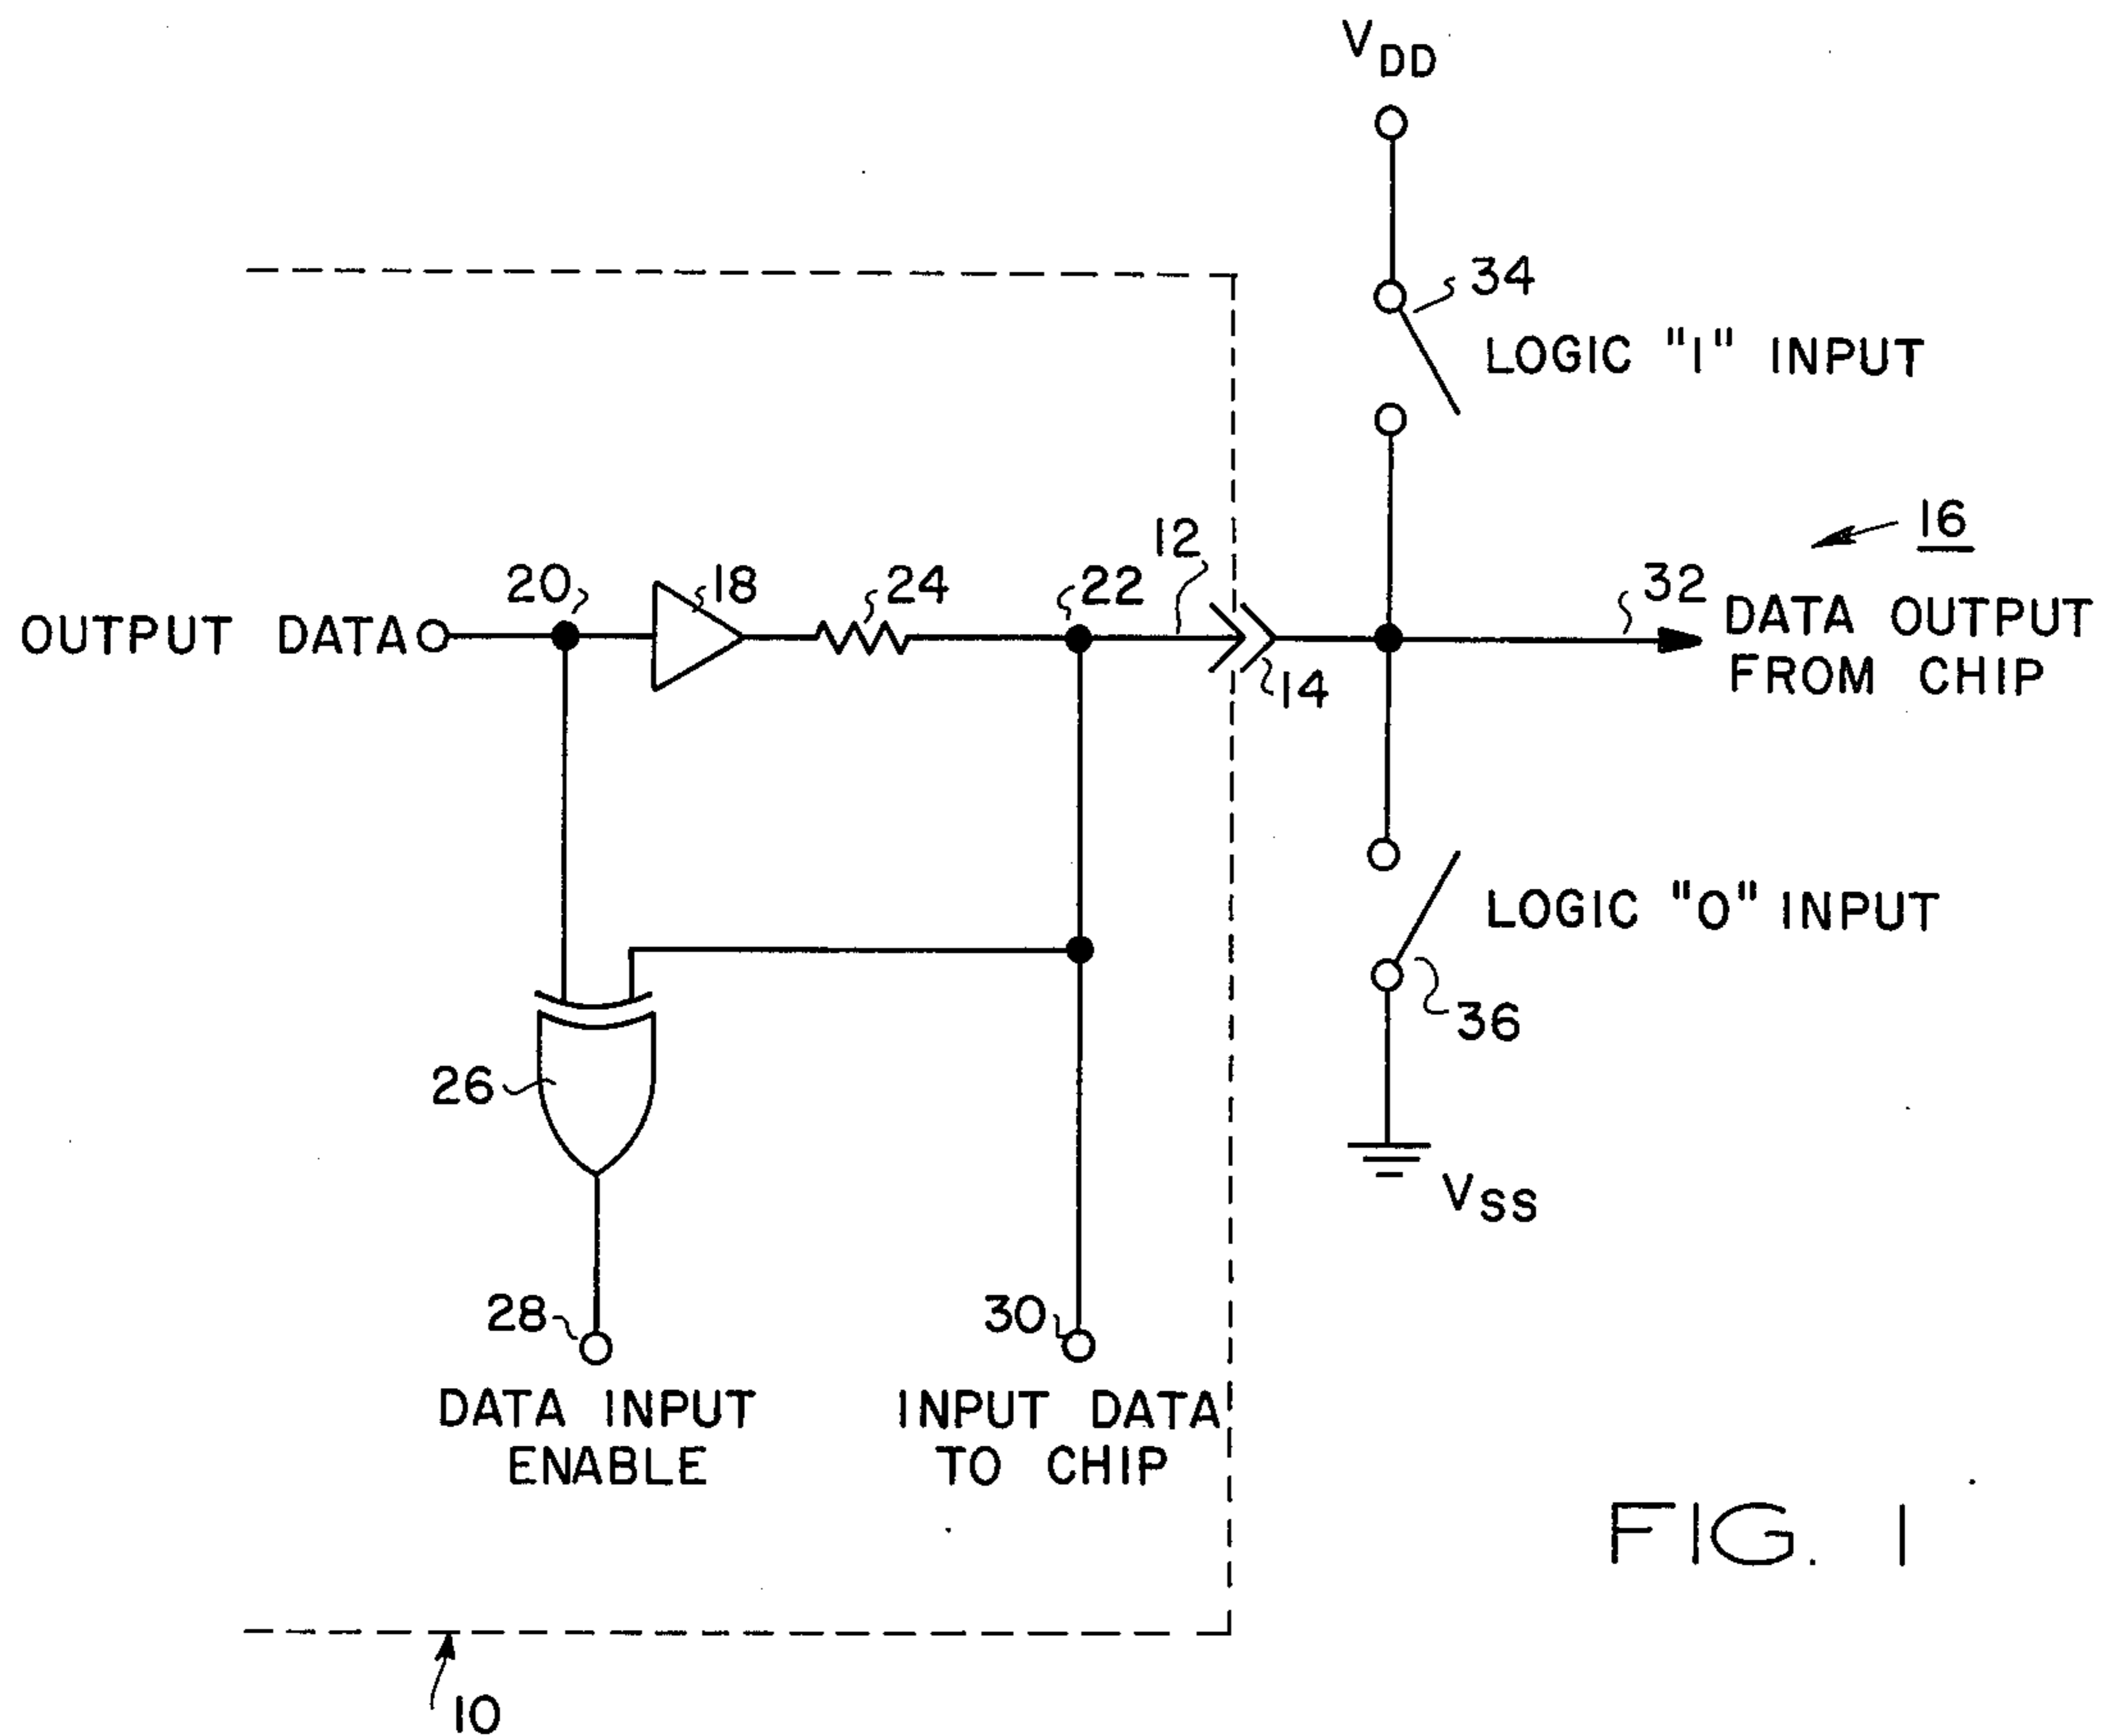 VDD
34
LOGIC "1" INPUT
16
12
20
18
24
22
32
OUTPUT DATA
DATA OUTPUT
FROM CHIP
14
LOGIC "0" INPUT
36
26
VSS
28
30
DATA INPUT
ENABLE
INPUT DATA
TO CHIP
FIG. 1
10